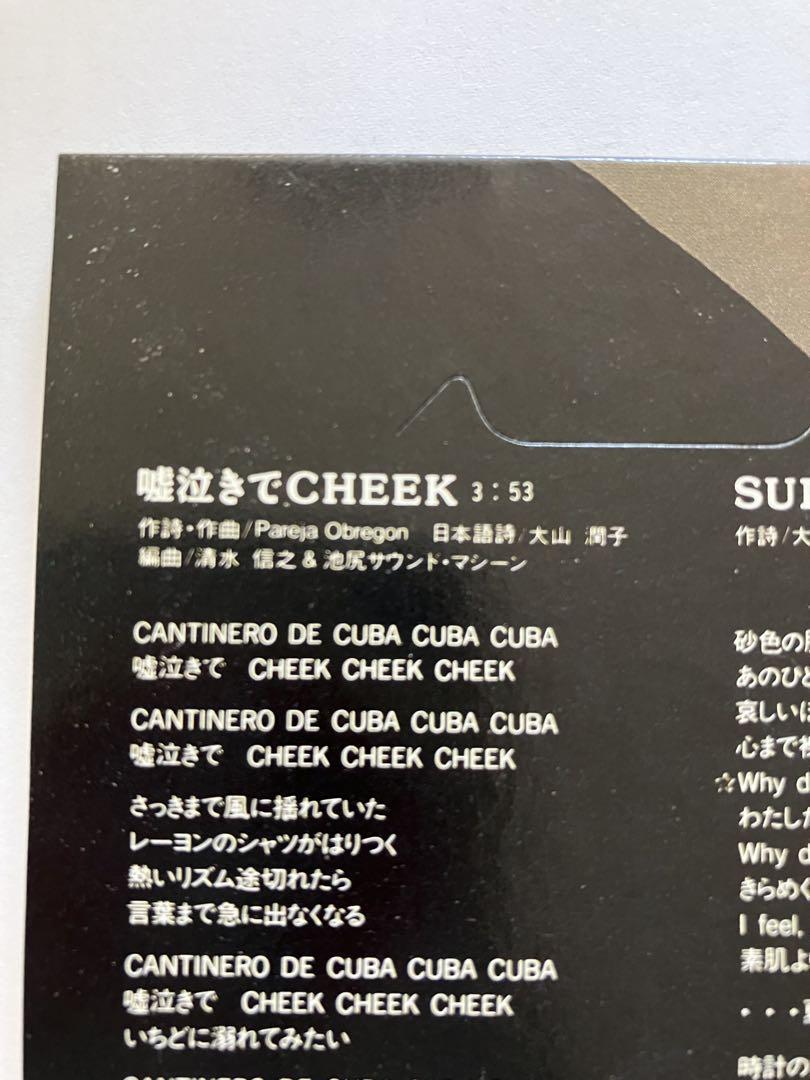 嘘泣きでCHEEK 3:53
作詩・作曲/Pareja Obregon 日本語詩/大山 潤子
編曲/清水 信之&池尻サウンド・マシーン
CANTINERO DE CUBA CUBA CUBA
嘘泣きで CHEEK CHEEK CHEEK
CANTINERO DE CUBA CUBA CUBA
嘘泣きで CHEEK CHEEK CHEEK
さっきまで風に揺れていた
レーヨンのシャツがはりつく
熱いリズム途切れたら
言葉まで急に出なくなる
CANTINERO DE CUBA CUBA CUBA
嘘泣きで CHEEK CHEEK CHEEK
いちどに溺れてみたい
CANTINERO DE CUBA CUBA CUBA
作詩/大
砂色の
あのひと
哀しいほ
心まで
☆Why d
わたした
Why d
きらめく
I feel,
素肌よ
・・・
時計の